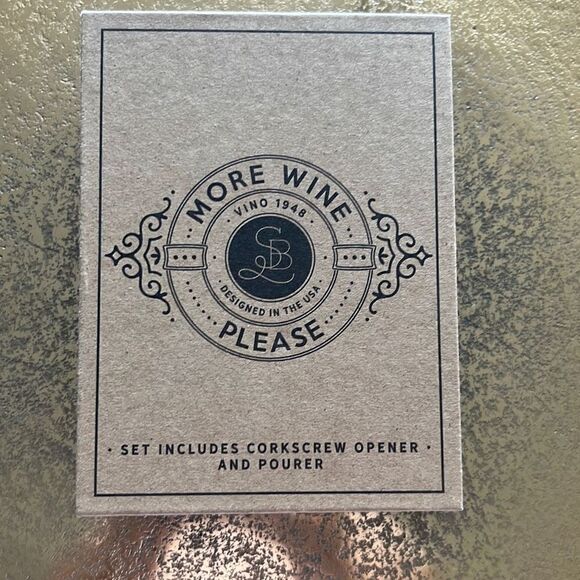 MORE WINE
VINO 1948
SB
DESIGNED IN THE USA
PLEASE
· SET INCLUDES CORKSCREW OPENER ·
AND POURER